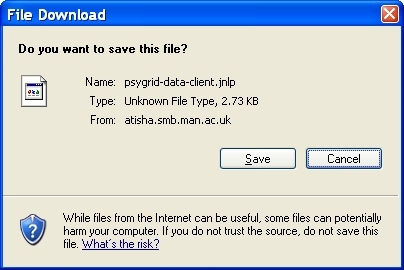 File Download
Do you want to save this file?
Name: psygrid-data-client.jnlp
Type: Unknown File Type, 2.73 KB
From: atisha.smb.man.ac.uk
Save Cancel
While files from the Internet can be useful, some files can potentially
harm your computer. If you do not trust the source, do not save this
file. What's the risk?